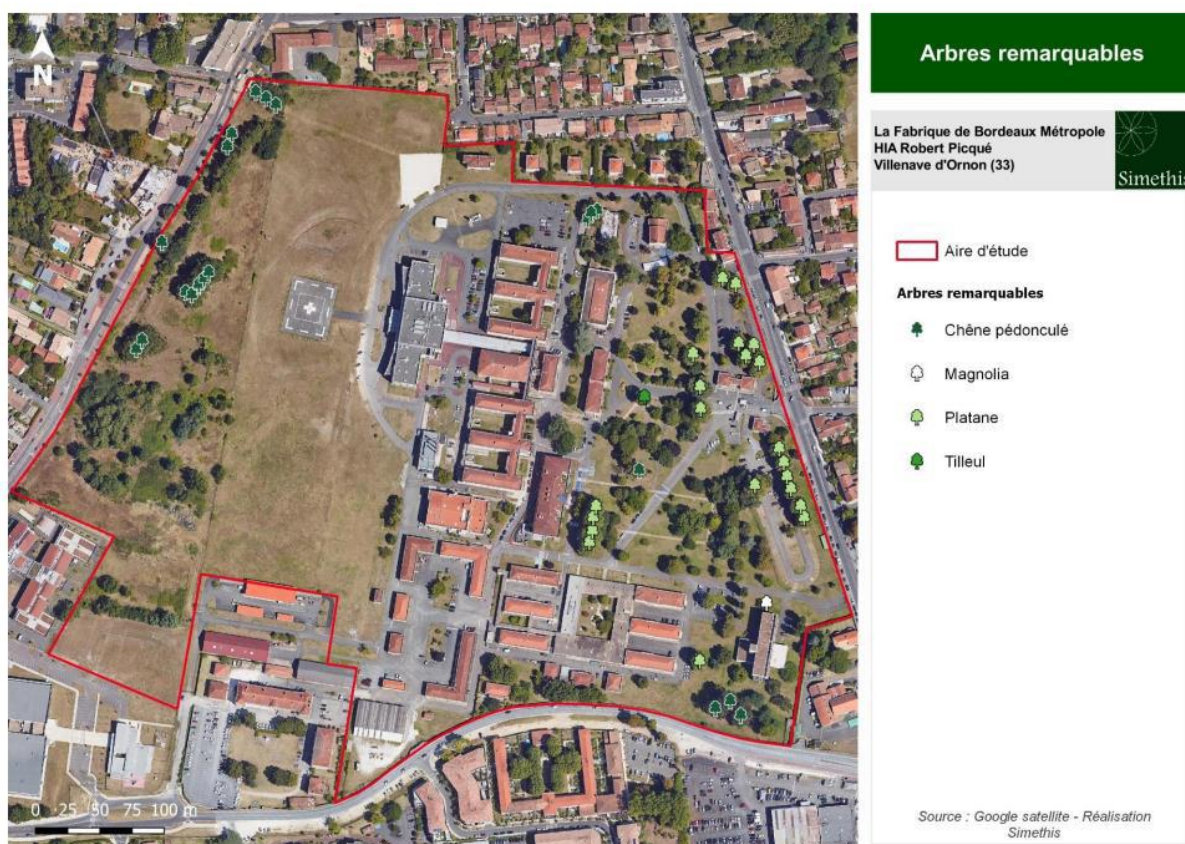 N
0 25 50 75 100 m
Arbres remarquables
La Fabrique de Bordeaux Métropole
HIA Robert Picqué
Villenave d'Ornon (33)
Simethis
Aire d'étude
Arbres remarquables
Chêne pédonculé
Magnolia
Platane
Tilleul
Source : Google satellite - Réalisation
Simethis